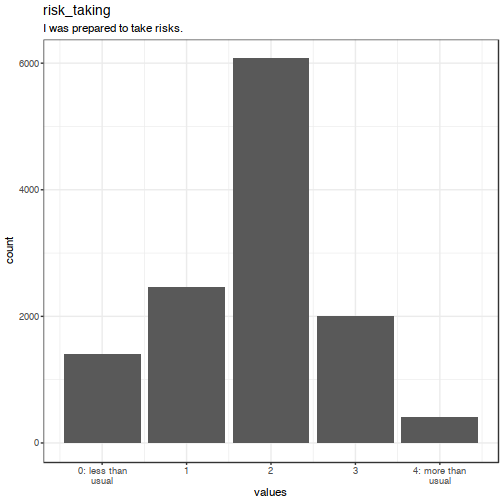 risk_taking
I was prepared to take risks.
6000
4000
2000
0
count
0: less than
usual
1
2
3
4: more than
usual
values